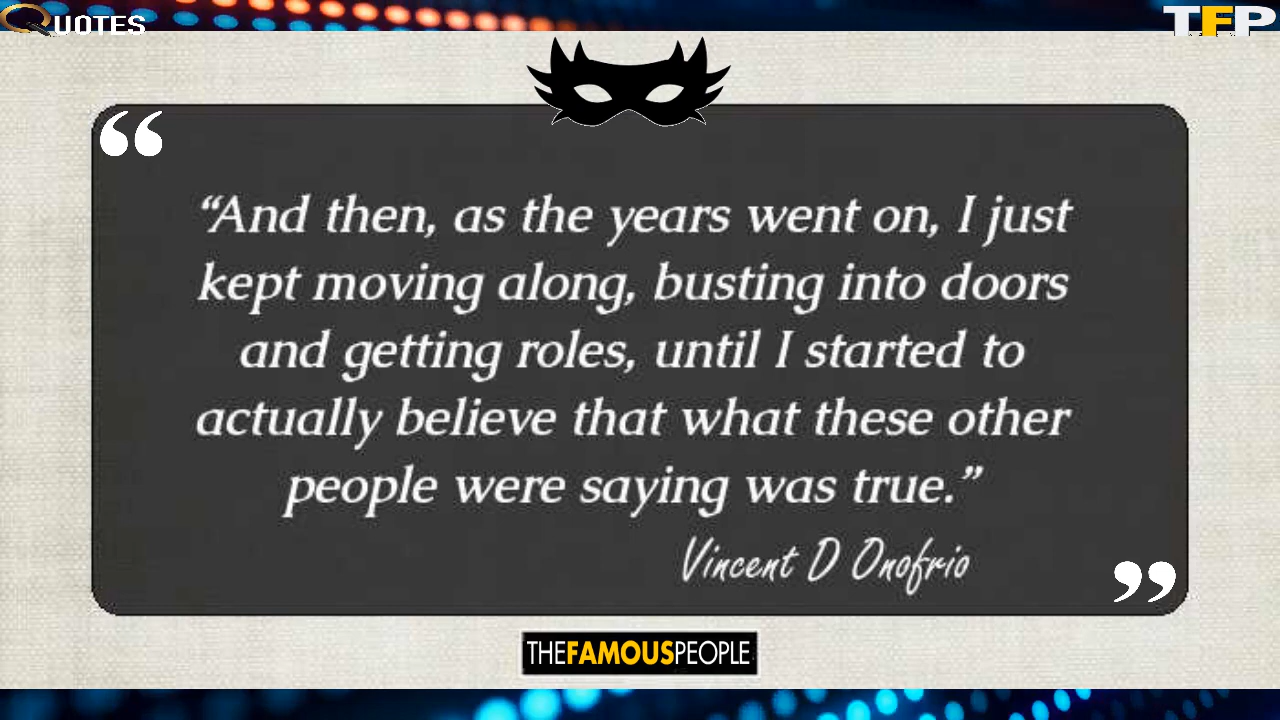 QUOTES
TFP
“And then, as the years went on, I just
kept moving along, busting into doors
and getting roles, until I started to
actually believe that what these other
people were saying was true.”
Vincent D Onofrio
THEFAMOUSPEOPLE